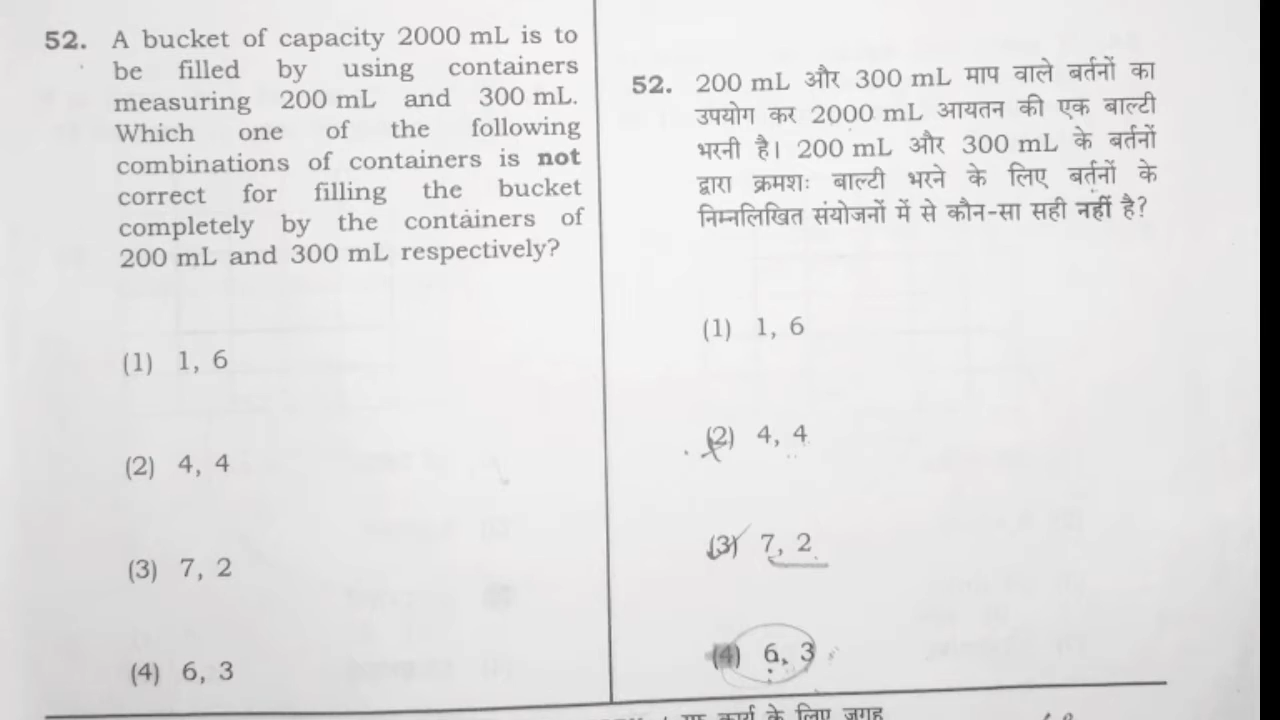 52. A bucket of capacity 2000 mL is to
be filled by using containers
measuring 200 mL and 300 mL.
Which one of the following
combinations of containers is not
correct for filling the bucket
completely by the containers of
200 mL and 300 mL respectively?
(1) 1, 6
(2) 4, 4
(3) 7, 2
(4) 6, 3
52. 200 mL और 300 mL माप वाले बर्तनों का
उपयोग कर 2000 mL आयतन की एक बाल्टी
भरनी है। 200 mL और 300 mL के बर्तनों
द्वारा क्रमशः बाल्टी भरने के लिए बर्तनों के
निम्नलिखित संयोजनों में से कौन-सा सही नहीं है?
(1) 1, 6
(2) 4, 4
(3) 7, 2
(4) 6, 3
कार्य के लिए जगह